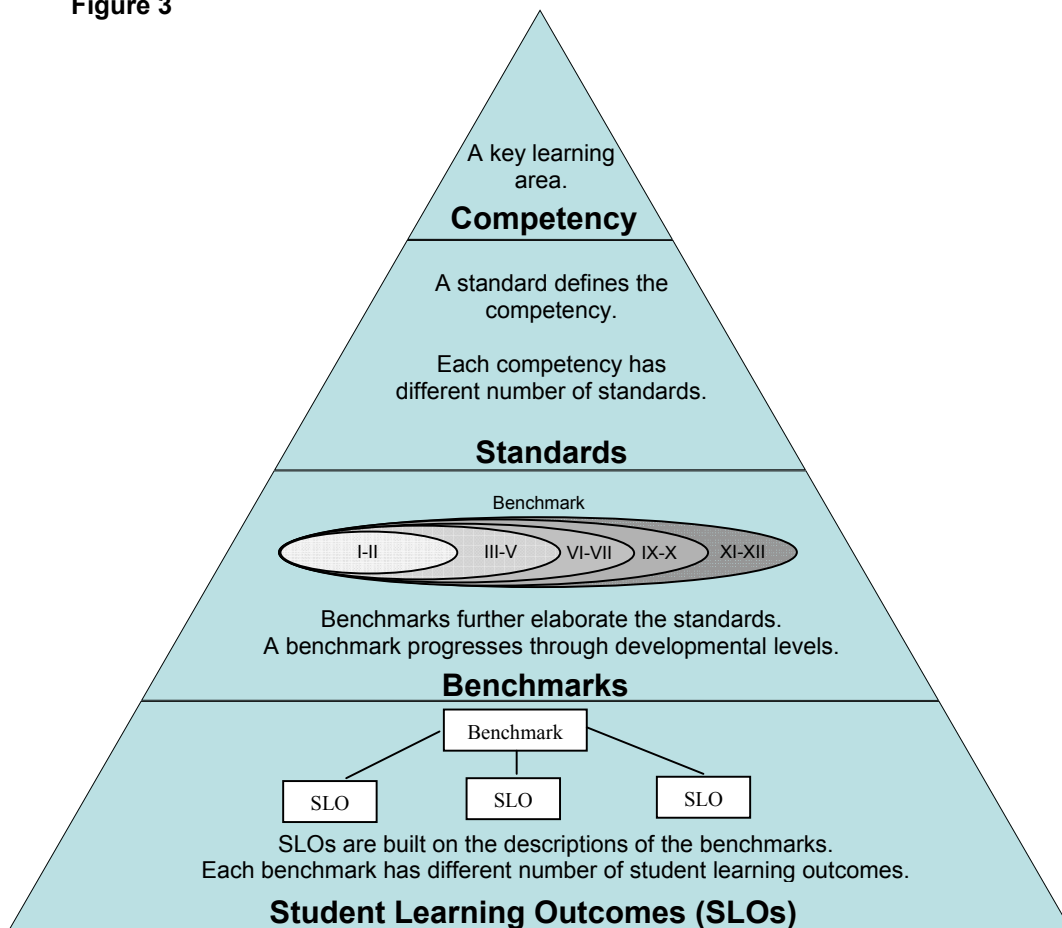 Figure 3
A key learning
area.
Competency
A standard defines the
competency.
Each competency has
different number of standards.
Standards
Benchmark
I-II III-V VI-VII IX-X XI-XII
Benchmarks further elaborate the standards.
A benchmark progresses through developmental levels.
Benchmarks
Benchmark
SLO SLO SLO
SLOs are built on the descriptions of the benchmarks.
Each benchmark has different number of student learning outcomes.
Student Learning Outcomes (SLOs)